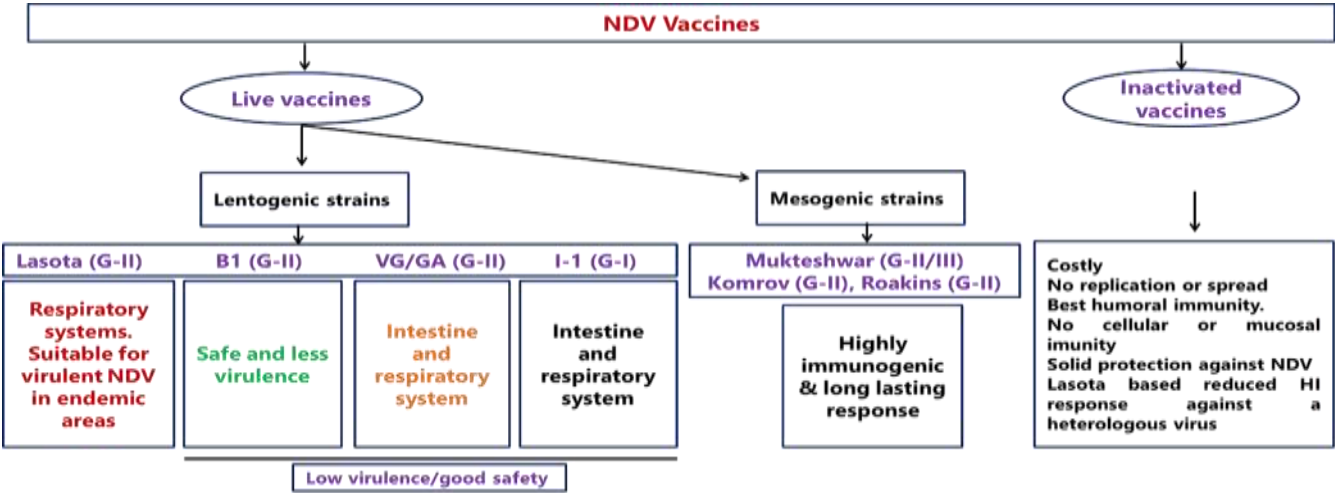 NDV Vaccines
Live vaccines
Inactivated
vaccines
Lentogenic strains
Mesogenic strains
Lasota (G-II)
B1 (G-II)
VG/GA (G-II)
I-1 (G-I)
Mukteshwar (G-II/III)
Komrov (G-II), Roakins (G-II)
Respiratory
systems.
Suitable for
virulent NDV
in endemic
areas
Safe and less
virulence
Intestine
and
respiratory
system
Intestine
and
respiratory
system
Highly
immunogenic
& long lasting
response
Costly
No replication or spread
Best humoral immunity.
No cellular or mucosal
imunity
Solid protection against NDV
Lasota based reduced HI
response against a
heterologous virus
Low virulence/good safety